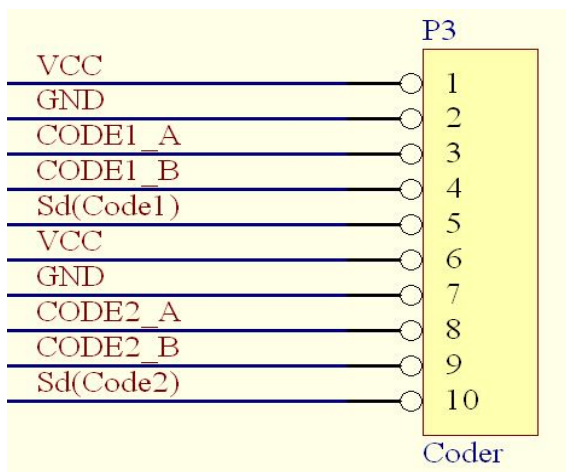 P3
VCC 1
GND 2
CODE1_A 3
CODE1_B 4
Sd(Code1) 5
VCC 6
GND 7
CODE2_A 8
CODE2_B 9
Sd(Code2) 10
Coder